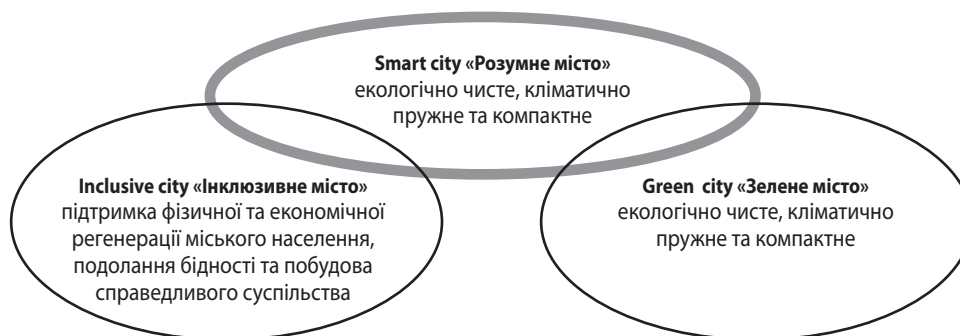 Smart city «Розумне місто»
екологічно чисте, кліматично
пружне та компактне
Inclusive city «Інклюзивне місто»
підтримка фізичної та економічної
регенерації міського населення,
подолання бідності та побудова
справедливого суспільства
Green city «Зелене місто»
екологічно чисте, кліматично
пружне та компактне